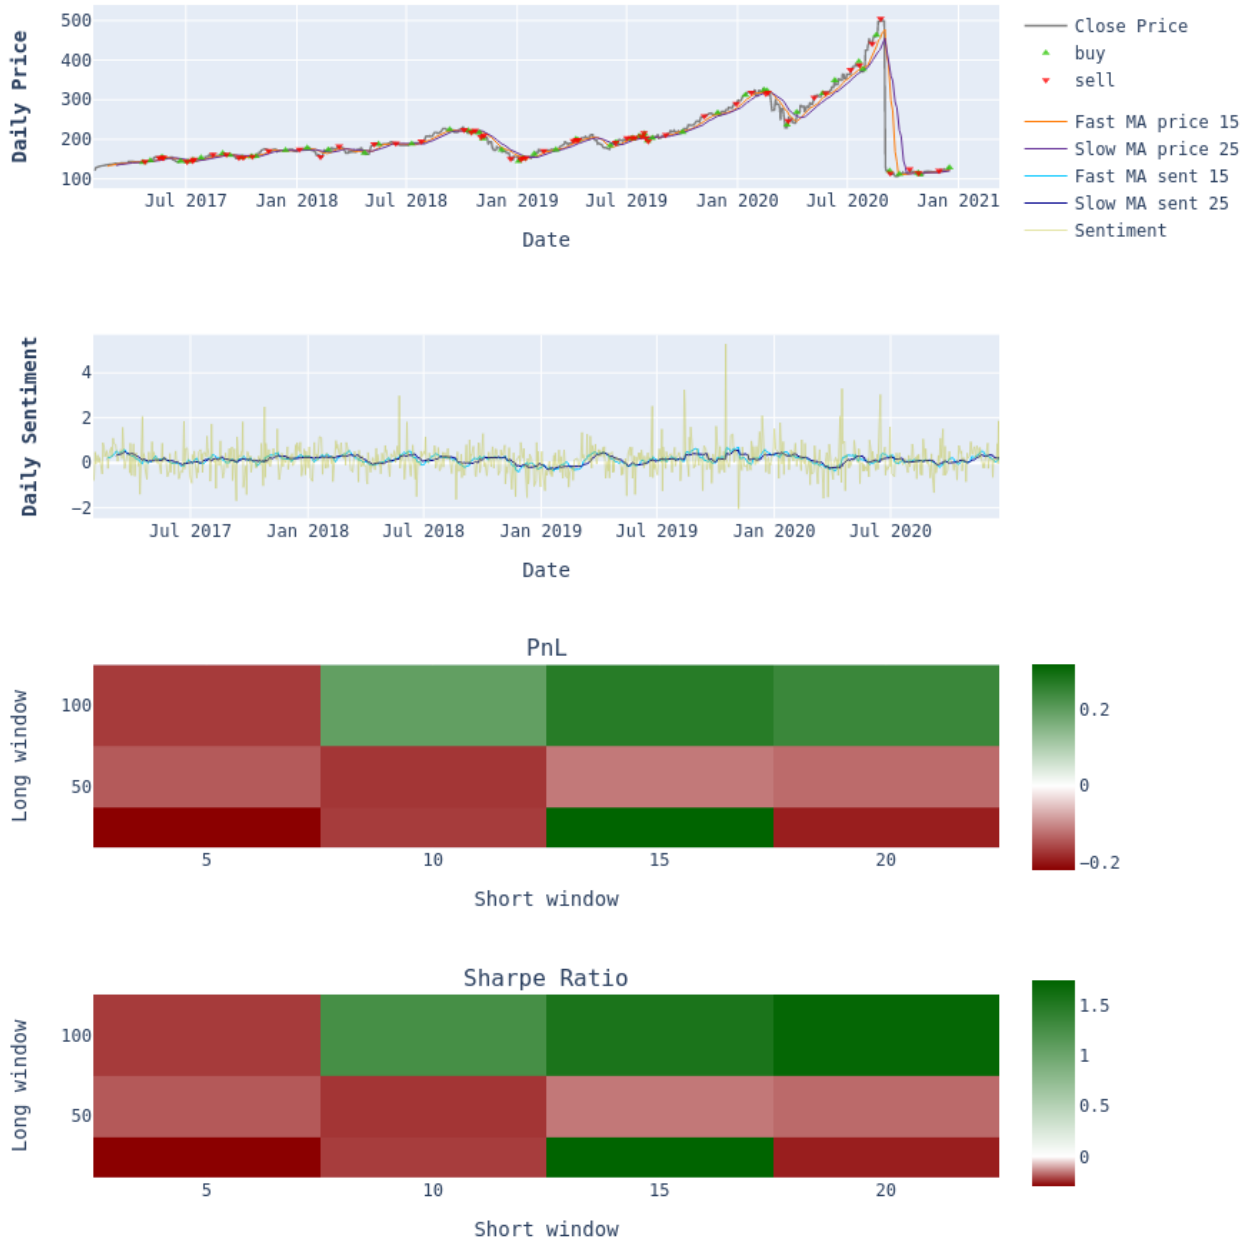 Daily Price
500
400
300
200
100
Jul 2017 Jan 2018 Jul 2018 Jan 2019 Jul 2019 Jan 2020 Jul 2020 Jan 2021
Date
Close Price
buy
sell
Fast MA price 15
Slow MA price 25
Fast MA sent 15
Slow MA sent 25
Sentiment
Daily Sentiment
4
2
0
−2
Jul 2017 Jan 2018 Jul 2018 Jan 2019 Jul 2019 Jan 2020 Jul 2020
Date
PnL
Long window
100
50
5 10 15 20
Short window
0.2
0
−0.2
Sharpe Ratio
Long window
100
50
5 10 15 20
Short window
1.5
1
0.5
0